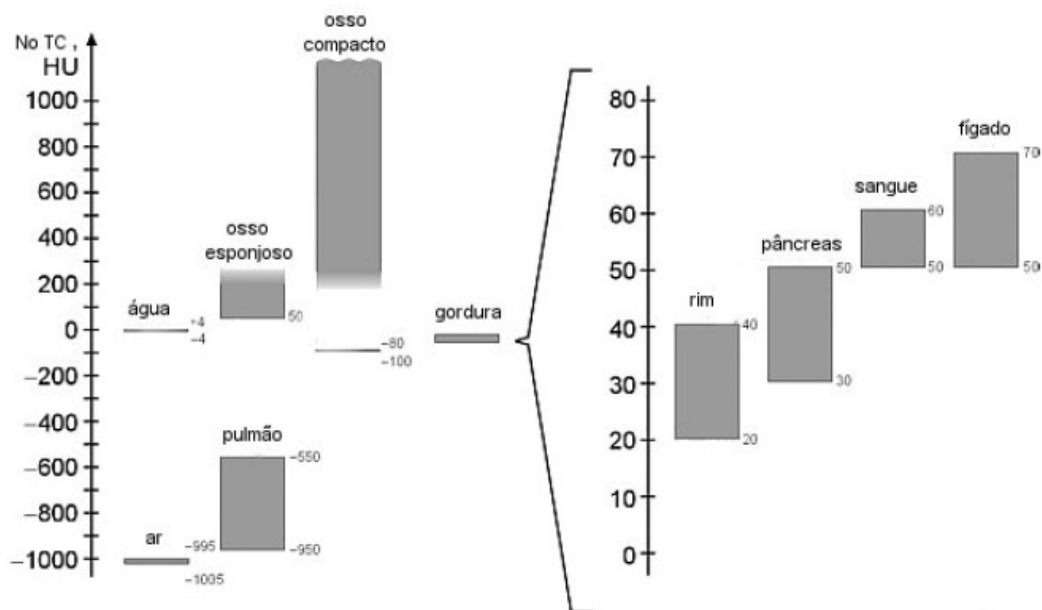 No TC ,
HU
1000
800
600
400
200
0
−200
−400
−600
−800
−1000
água
+4
−4
osso
esponjoso
50
osso
compacto
−80
−100
gordura
pulmão
−550
−950
ar
−995
−1005
80
70
60
50
40
30
20
10
0
rim
40
20
pâncreas
50
30
sangue
60
50
fígado
70
50